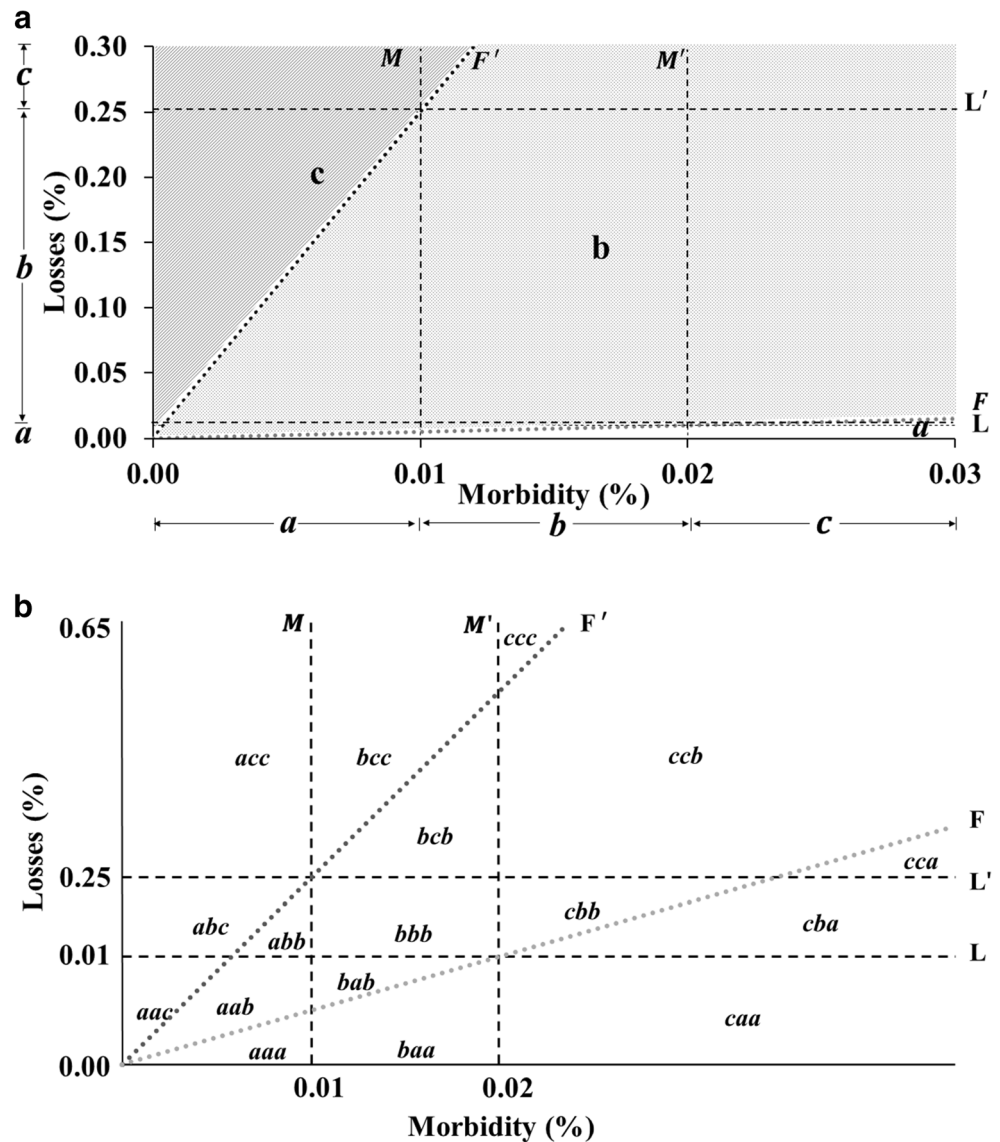 a
c
b
a
Losses (%)
0.30
0.25
0.20
0.15
0.10
0.05
0.00
M
F′
M′
L′
c
b
F
L
a
0.00
0.01
0.02
0.03
Morbidity (%)
a
b
c
b
0.65
M
M'
ccc
F′
acc
bcc
ccb
bcb
F
cca
Losses (%)
0.25
L'
abc
abb
bbb
cbb
cba
0.01
L
bab
aac
aab
caa
aaa
baa
0.00
0.01
0.02
Morbidity (%)